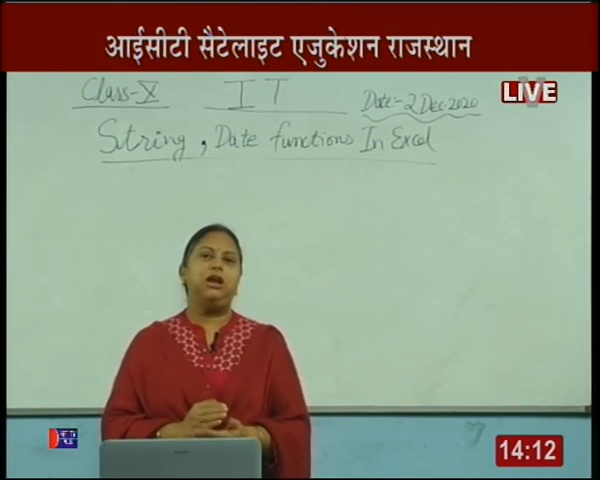 आईसीटी सैटेलाइट एजुकेशन राजस्थान
Class-X IT Date:- 2 Dec-2020
LIVE
String, Date functions In Excel
14:12